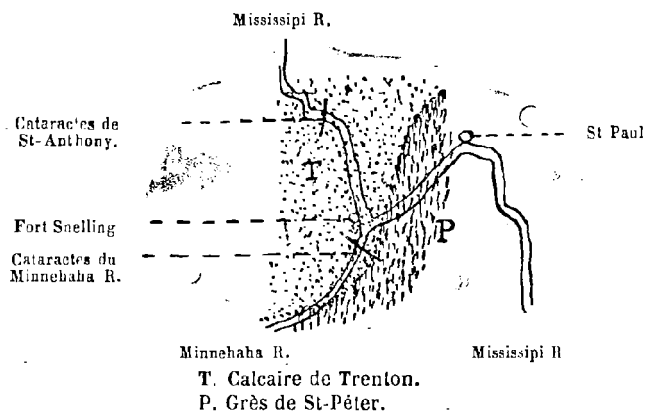 Mississipi R.
Cataractes de
St-Anthony.
St Paul
T
Fort Snelling
P
Cataractes du
Minnehaha R.
Minnehaha R.
Mississipi R
T. Calcaire de Trenton.
P. Grès de St-Péter.